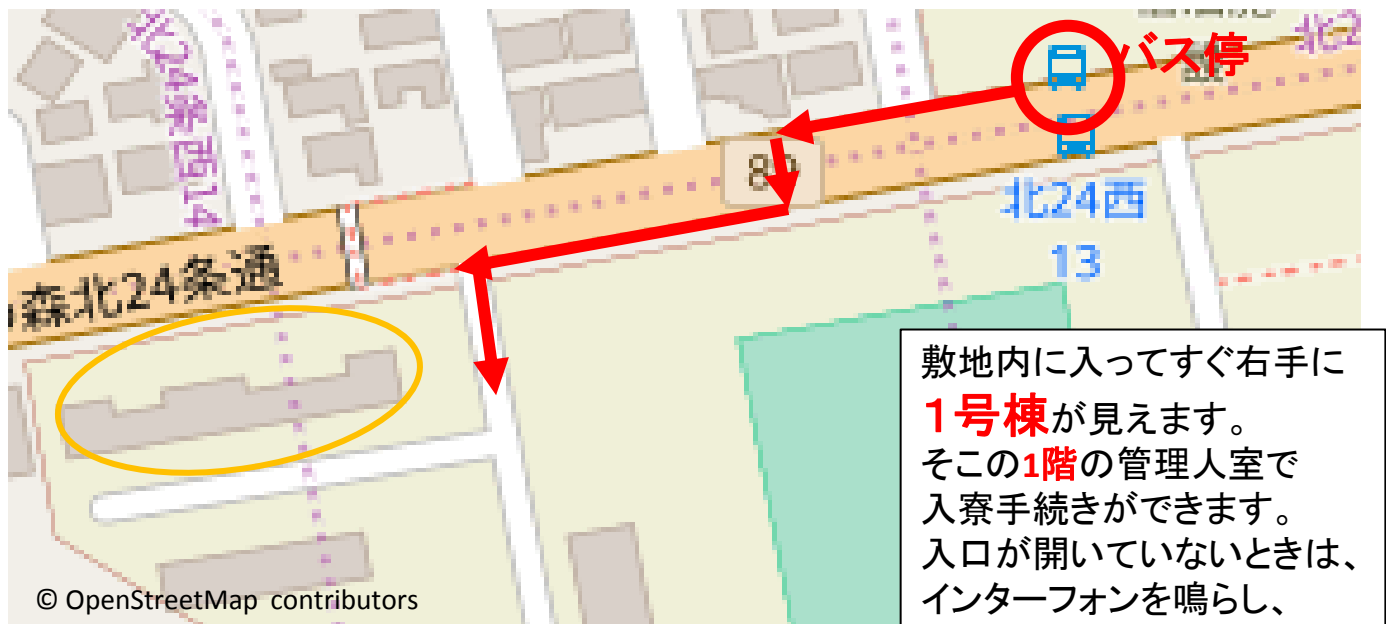 バス停
北24条西14
80
北24西
13
森北24条通
敷地内に入ってすぐ右手に
１号棟が見えます。
そこの1階の管理人室で
入寮手続きができます。
入口が開いていないときは、
インターフォンを鳴らし、
© OpenStreetMap contributors